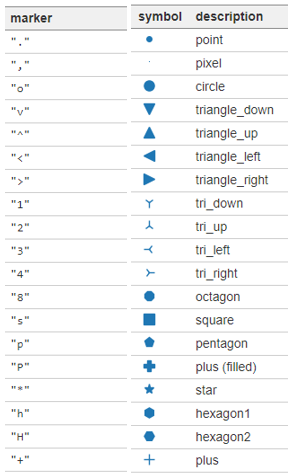 marker symbol description
"." point
"," pixel
"o" circle
"v" triangle_down
"^" triangle_up
"<" triangle_left
">" triangle_right
"1" tri_down
"2" tri_up
"3" tri_left
"4" tri_right
"8" octagon
"s" square
"p" pentagon
"P" plus (filled)
"*" star
"h" hexagon1
"H" hexagon2
"+" plus